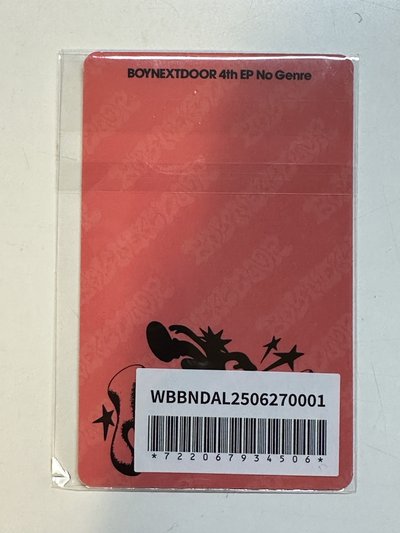 BOYNEXTDOOR 4th EP No Genre
WBBNDAL2506270001
*722067934506*